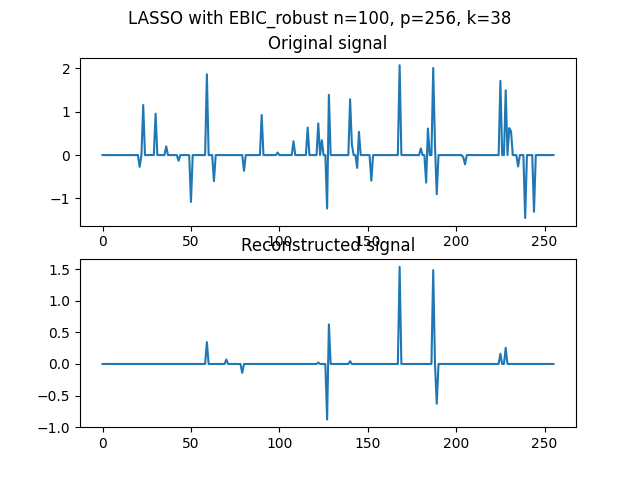 LASSO with EBIC_robust n=100, p=256, k=38
Original signal
2
1
0
−1
0 50 100 150 200 250
Reconstructed signal
1.5
1.0
0.5
0.0
−0.5
−1.0
0 50 100 150 200 250